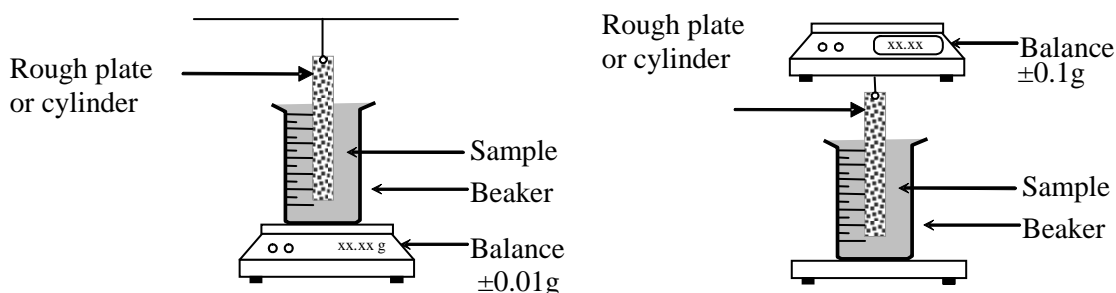 Rough plate
or cylinder
Sample
Beaker
xx.xx g
Balance
±0.01g
Rough plate
or cylinder
xx.xx
Balance
±0.1g
Sample
Beaker